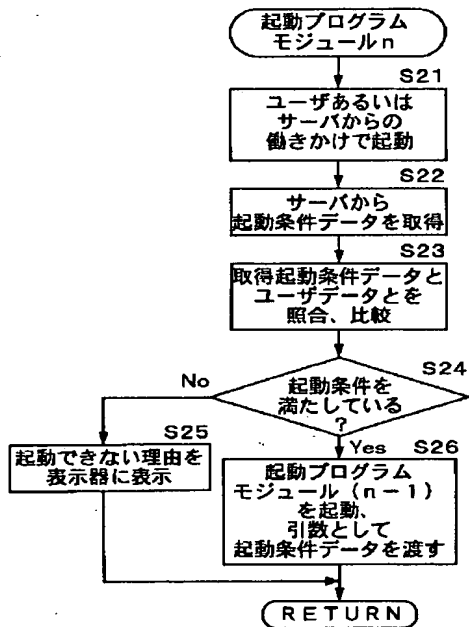 起動プログラム
モジュールn
S21
ユーザあるいは
サーバからの
働きかけで起動
S22
サーバから
起動条件データを取得
S23
取得起動条件データと
ユーザデータとを
照合、比較
S24
起動条件を
満たしている
?
No
Yes
S25
起動できない理由を
表示器に表示
S26
起動プログラム
モジュール(n-1)
を起動、
引数として
起動条件データを渡す
RETURN